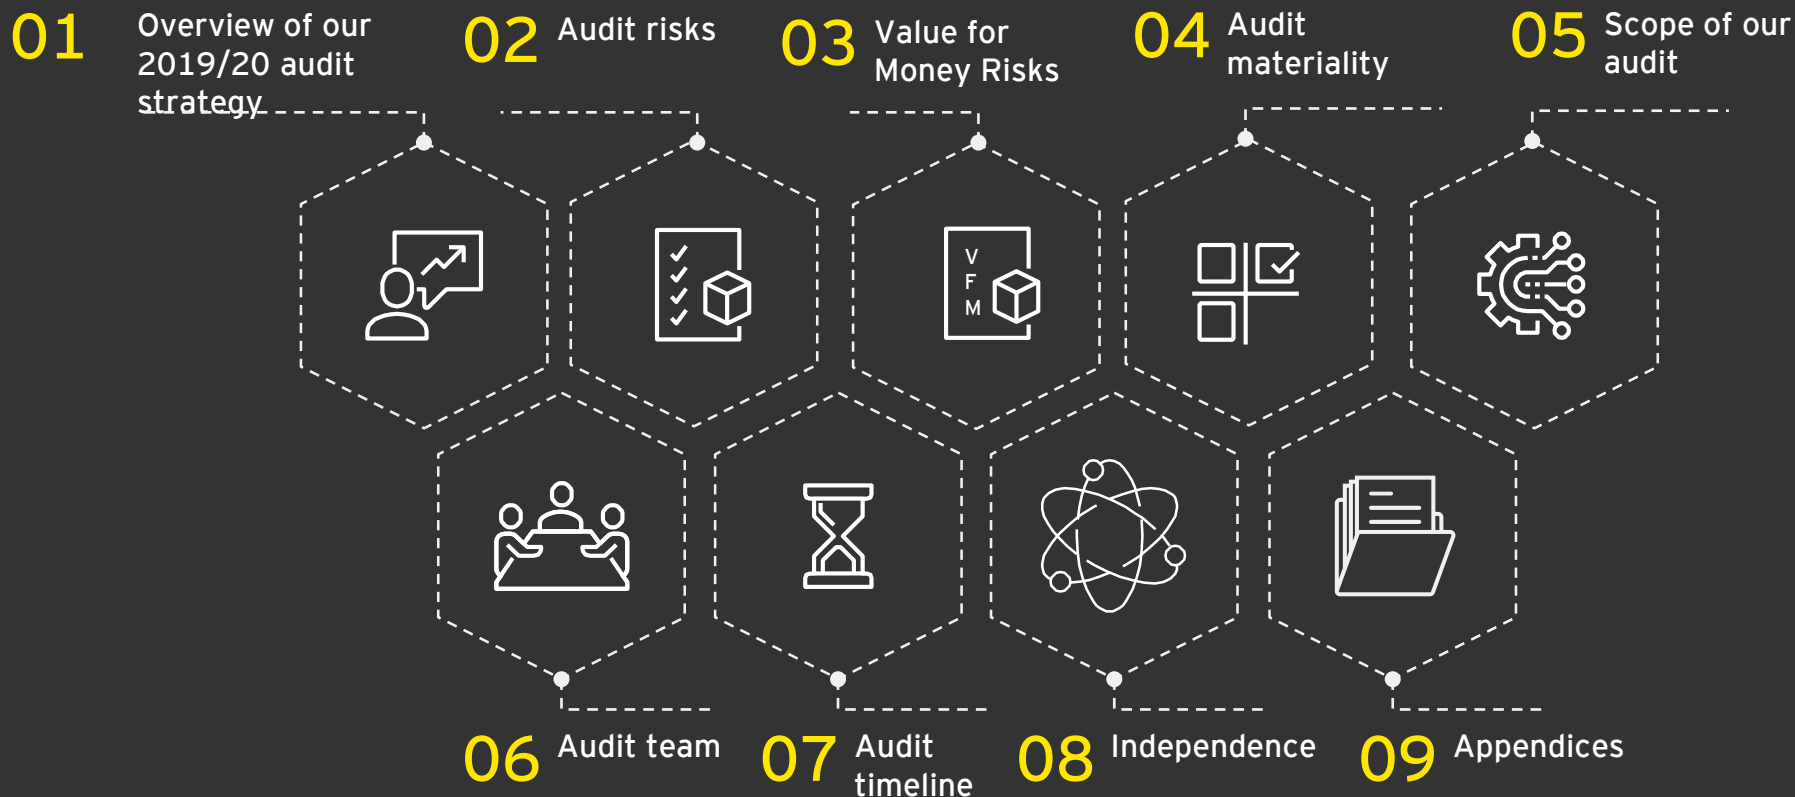 01
Overview of our
2019/20 audit
strategy
02
Audit risks
03
Value for
Money Risks
04
Audit
materiality
05
Scope of our
audit
V
F
M
06
Audit team
07
Audit
timeline
08
Independence
09
Appendices